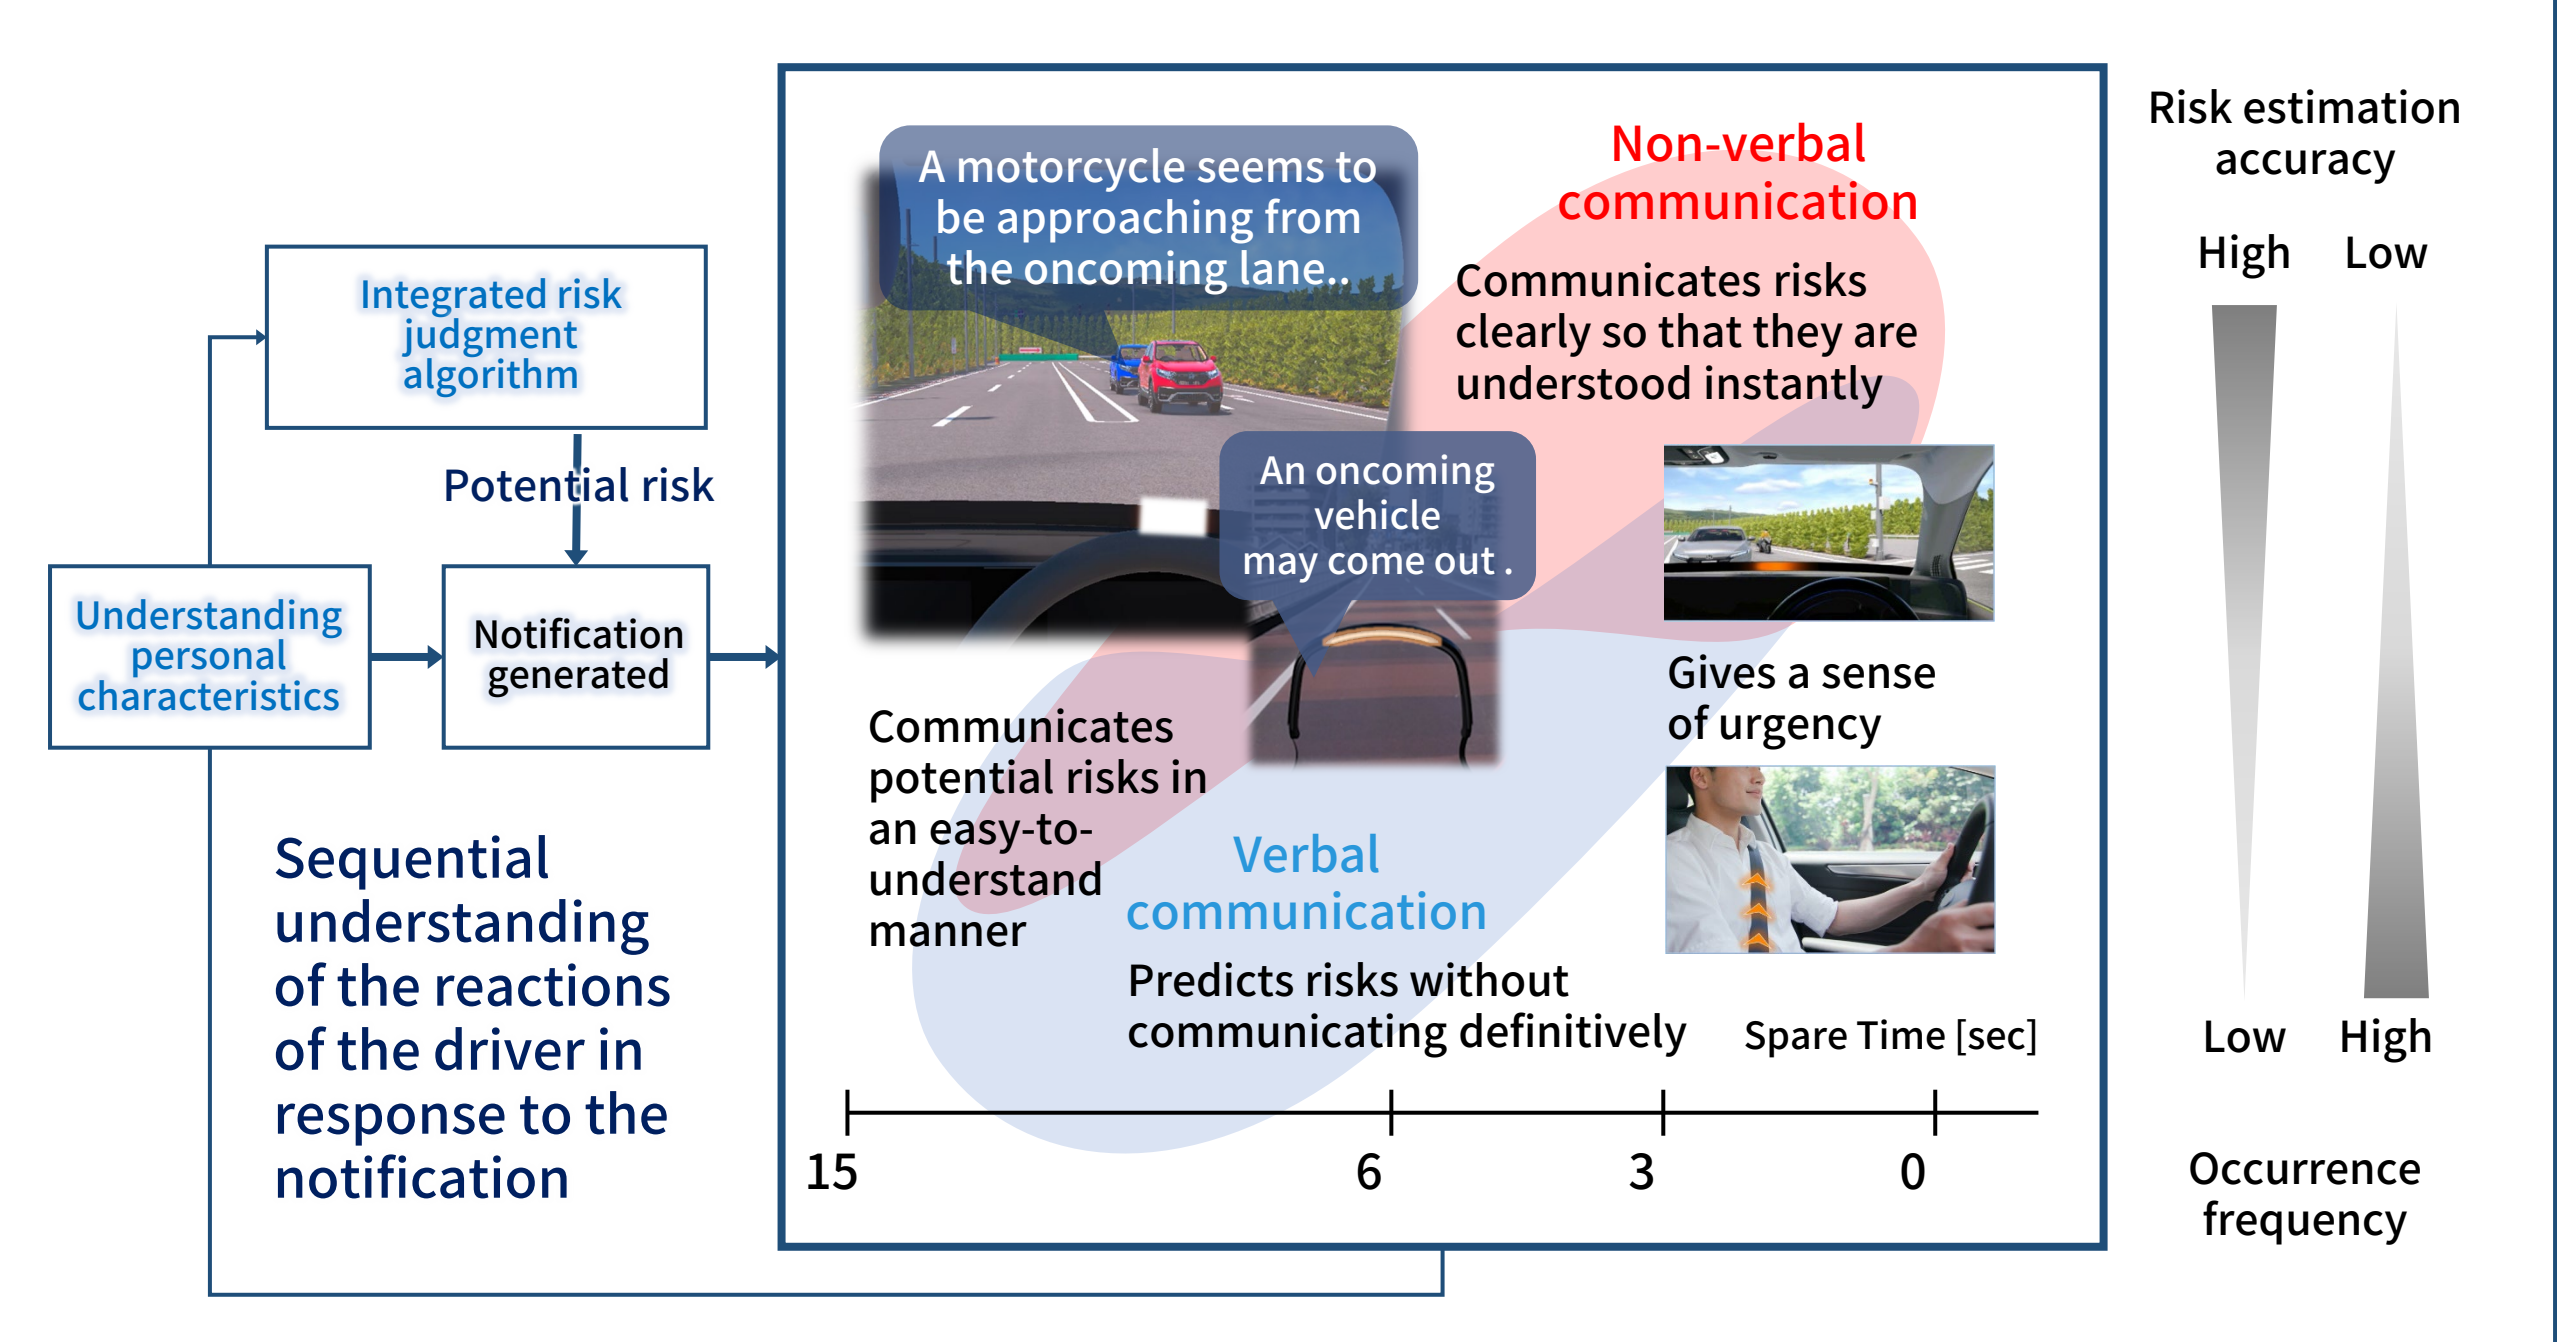 Integrated risk
judgment
algorithm
Potential risk
Understanding
personal
characteristics
Notification
generated
Sequential
understanding
of the reactions
of the driver in
response to the
notification
A motorcycle seems to
be approaching from
the oncoming lane..
Non-verbal
communication
Communicates risks
clearly so that they are
understood instantly
An oncoming
vehicle
may come out .
Gives a sense
of urgency
Communicates
potential risks in
an easy-to-
understand
manner
Verbal
communication
Predicts risks without
communicating definitively
Spare Time [sec]
15 6 3 0
Risk estimation
accuracy
High Low
Low High
Occurrence
frequency